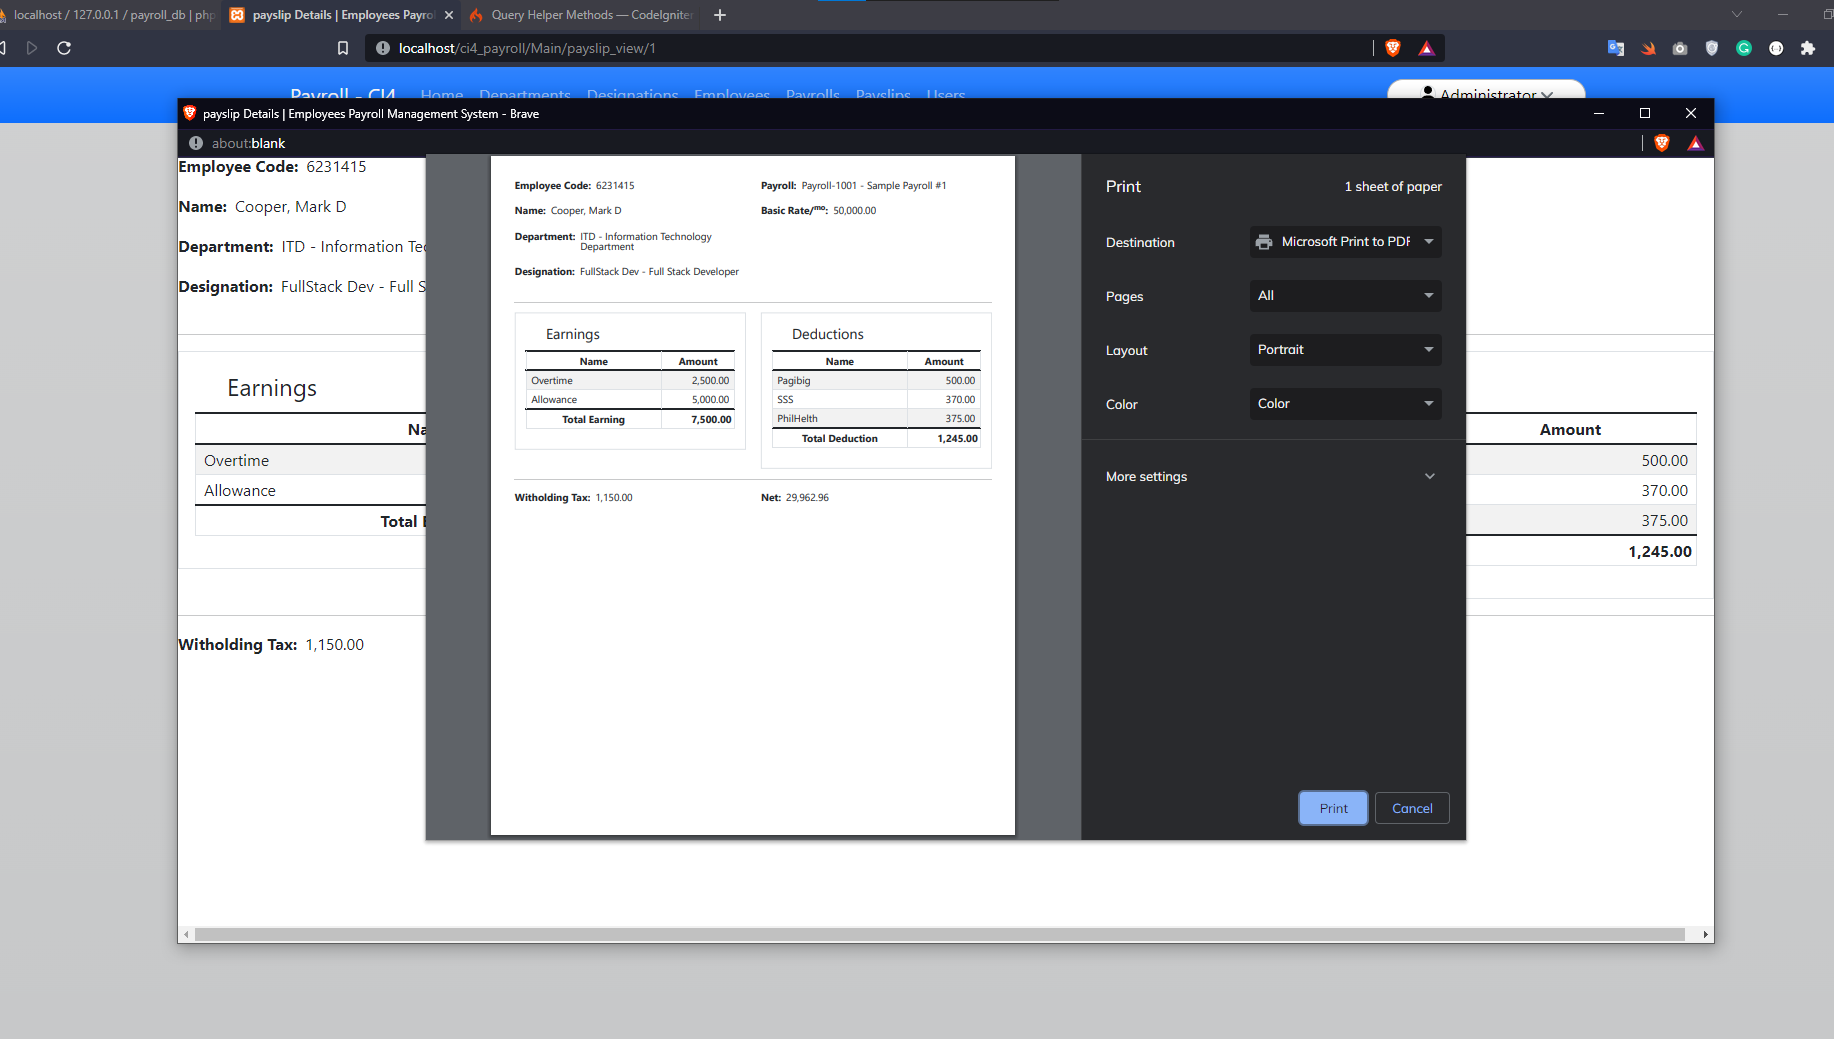 localhost / 127.0.0.1 / payroll_db | php
payslip Details | Employees Payrol
Query Helper Methods — CodeIgniter
localhost/ci4_payroll/Main/payslip_view/1
Payroll - CI4 Home Departments Designations Employees Payrolls Payslips Users
Administrator
payslip Details | Employees Payroll Management System - Brave
about:blank
Employee Code: 6231415
Name: Cooper, Mark D
Department: ITD - Information Tec
Designation: FullStack Dev - Full S
Earnings
Na
Overtime
Allowance
Total E
Witholding Tax: 1,150.00
Employee Code: 6231415
Payroll: Payroll-1001 - Sample Payroll #1
Name: Cooper, Mark D
Basic Rate/mo: 50,000.00
Department: ITD - Information Technology
Department
Designation: FullStack Dev - Full Stack Developer
Earnings
Name Amount
Overtime 2,500.00
Allowance 5,000.00
Total Earning 7,500.00
Deductions
Name Amount
Pagibig 500.00
SSS 370.00
PhilHelth 375.00
Total Deduction 1,245.00
Witholding Tax: 1,150.00
Net: 29,962.96
Print
1 sheet of paper
Destination
Microsoft Print to PDF
Pages
All
Layout
Portrait
Color
Color
More settings
Print
Cancel
Amount
500.00
370.00
375.00
1,245.00